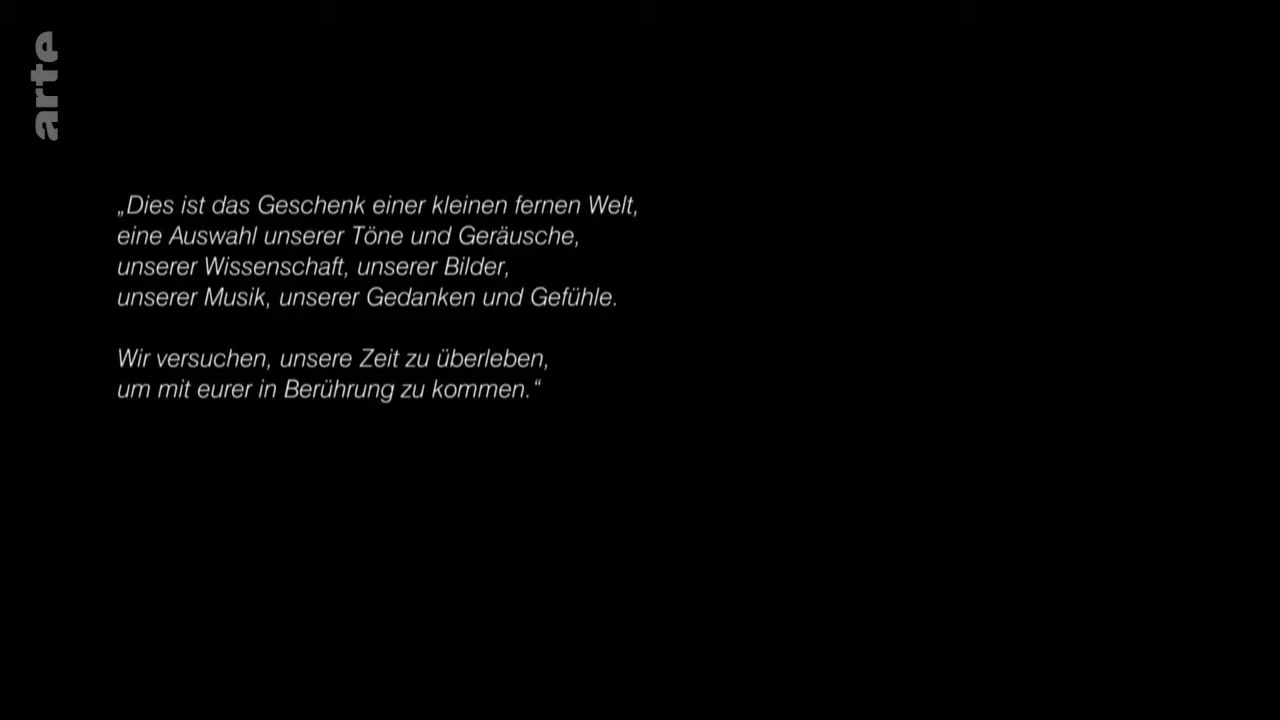 arte
„Dies ist das Geschenk einer kleinen fernen Welt,
eine Auswahl unserer Töne und Geräusche,
unserer Wissenschaft, unserer Bilder,
unserer Musik, unserer Gedanken und Gefühle.
Wir versuchen, unsere Zeit zu überleben,
um mit eurer in Berührung zu kommen.“